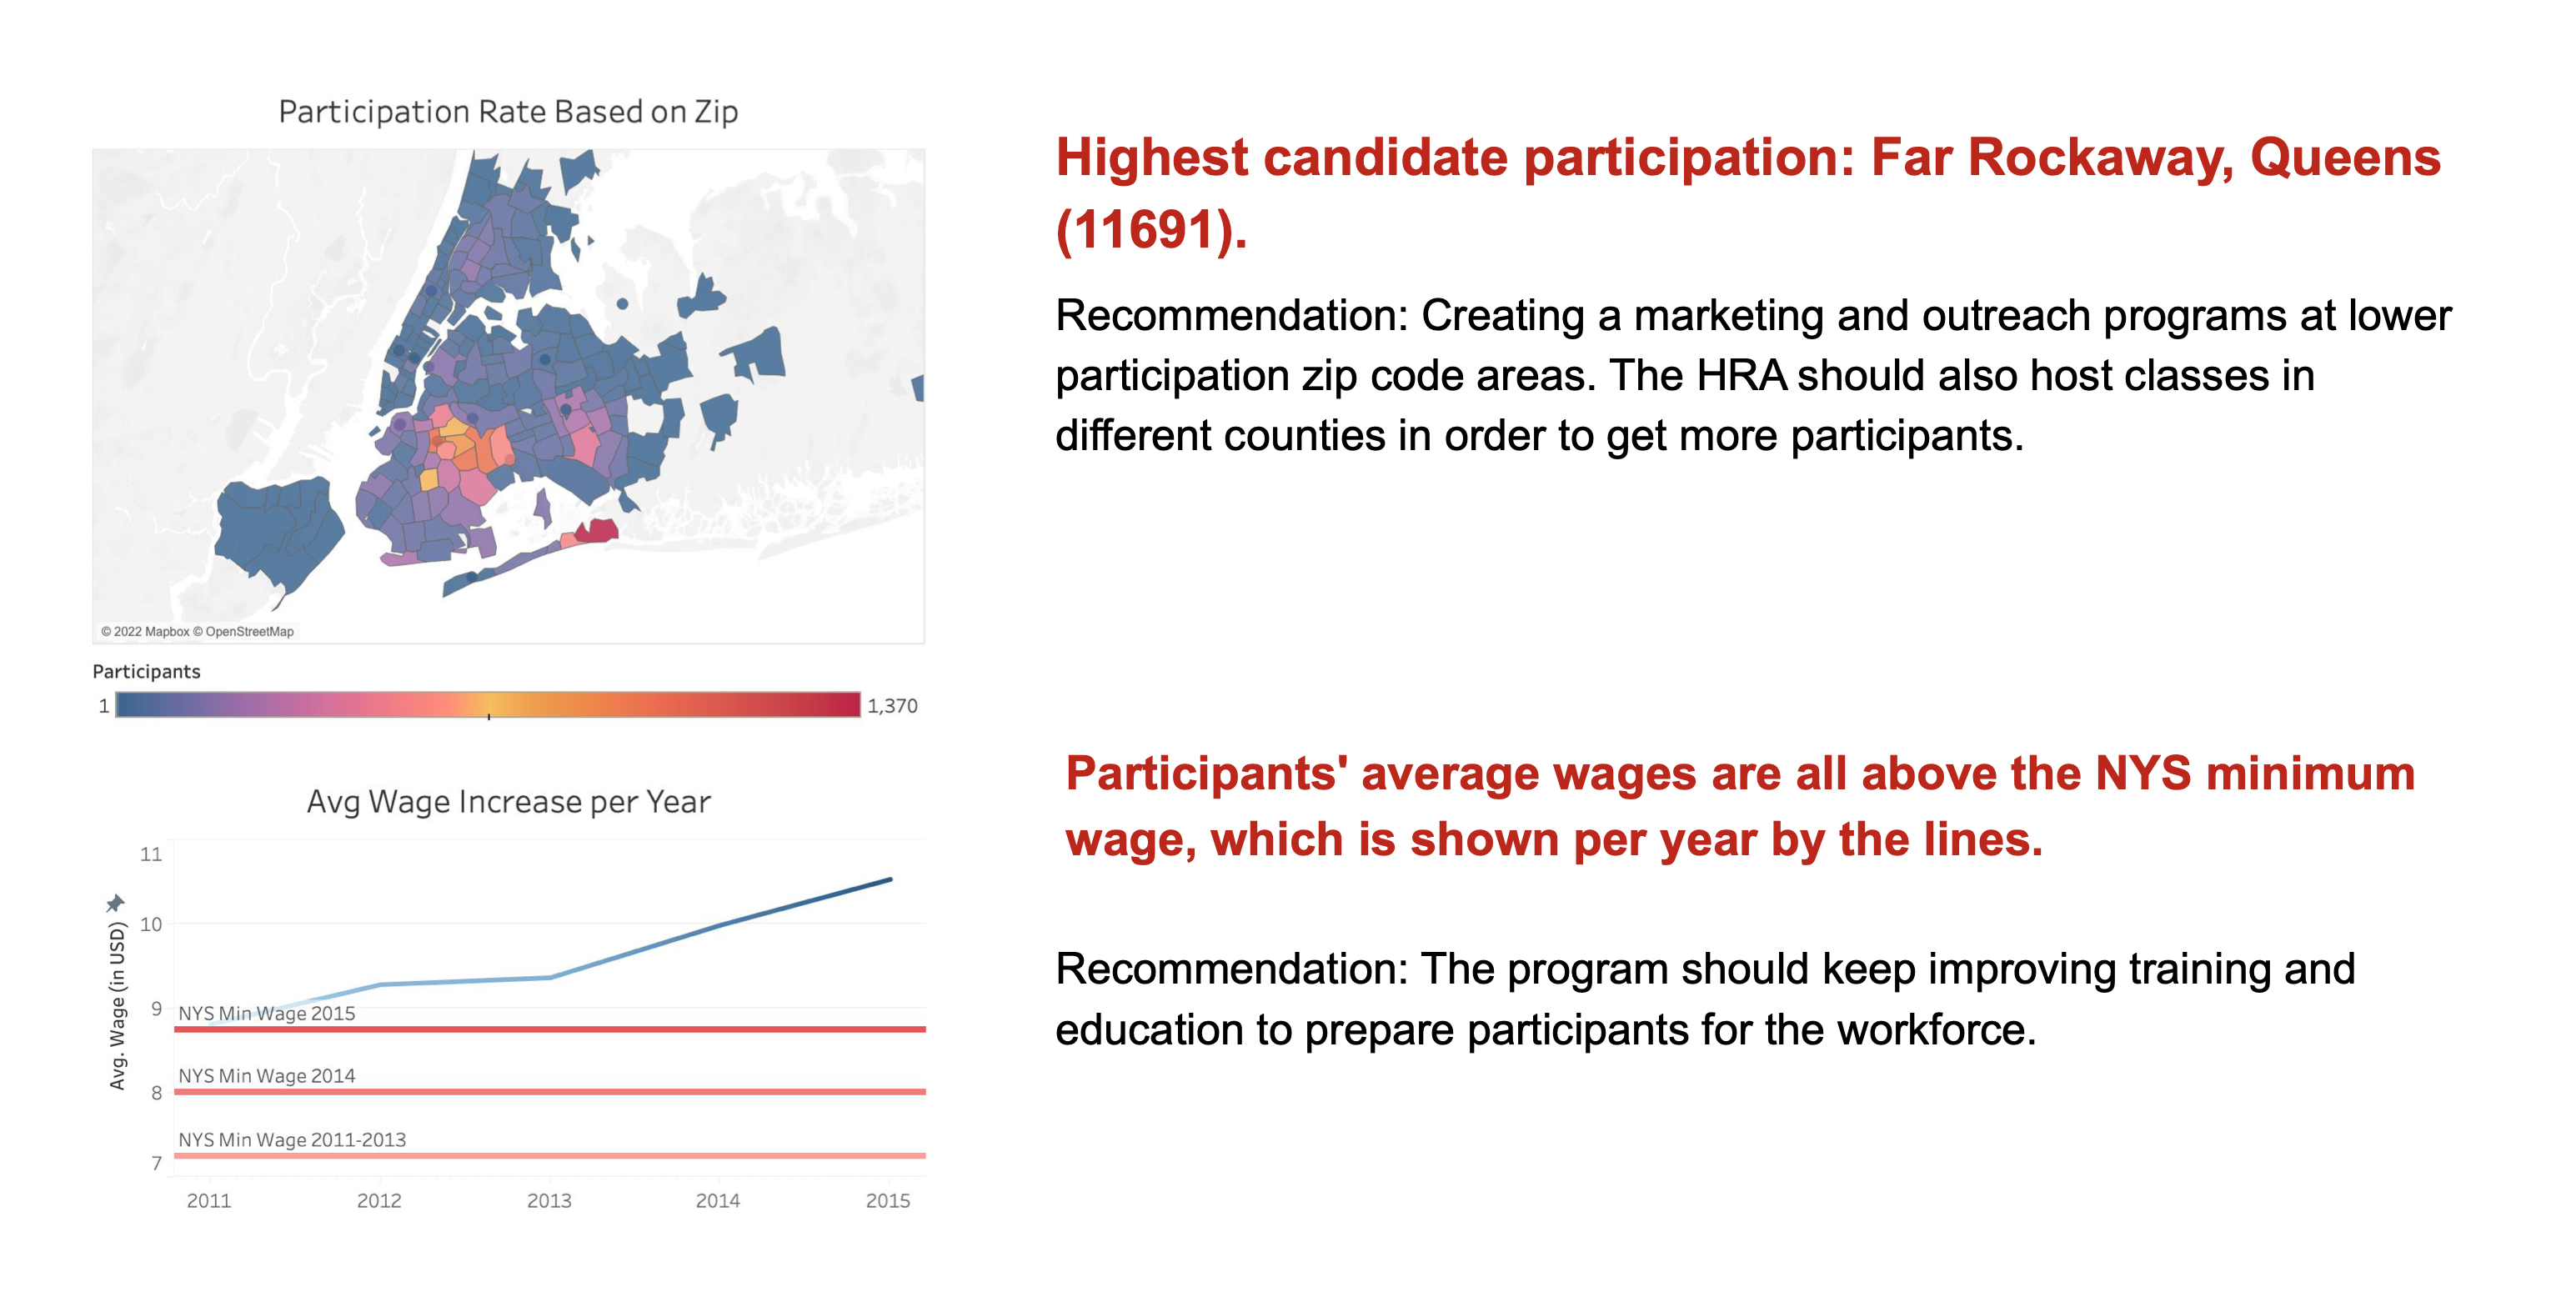 Participation Rate Based on Zip
© 2022 Mapbox © OpenStreetMap
Participants
1
1,370
Highest candidate participation: Far Rockaway, Queens
(11691).
Recommendation: Creating a marketing and outreach programs at lower
participation zip code areas. The HRA should also host classes in
different counties in order to get more participants.
Avg Wage Increase per Year
Avg. Wage (in USD)
11
10
9
8
7
NYS Min Wage 2015
NYS Min Wage 2014
NYS Min Wage 2011-2013
2011
2012
2013
2014
2015
Participants' average wages are all above the NYS minimum
wage, which is shown per year by the lines.
Recommendation: The program should keep improving training and
education to prepare participants for the workforce.